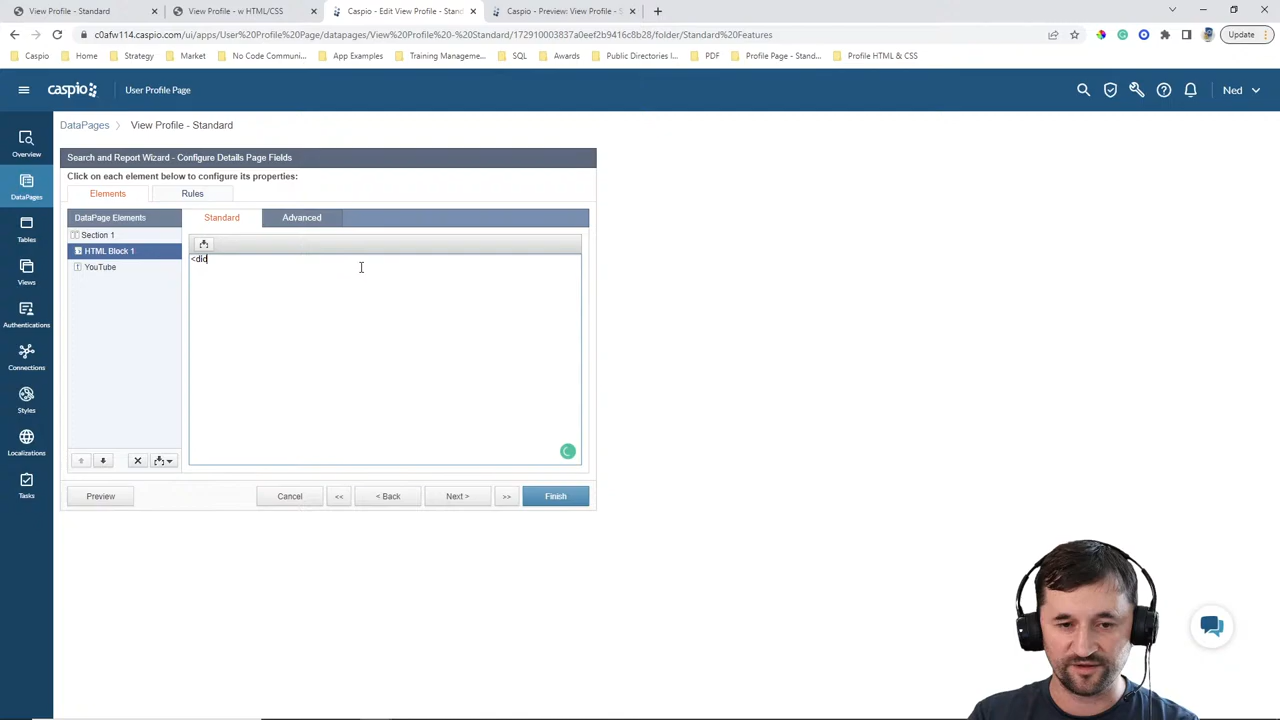 View Profile - Standard
View Profile - w HTML/CSS
Caspio - Edit View Profile - Stand
Caspio - Preview: View Profile - S
c0afw114.caspio.com/ui/apps/User%20Profile%20Page/datapages/View%20Profile%20-%20Standard/172910003837a0eef2b9416c8b28/folder/Standard%20Features
Update
Caspio
Strategy
Market
No Code Communi...
App Examples
Training Manageme...
SQL
Awards
Public Directories I...
PDF
Profile Page - Stand...
Profile HTML & CSS
caspio
User Profile Page
Ned
DataPages
View Profile - Standard
Overview
DataPages
Tables
Views
Authentications
Connections
Styles
Localizations
Tasks
Search and Report Wizard - Configure Details Page Fields
Click on each element below to configure its properties:
Elements
Rules
DataPage Elements
Standard
Advanced
Section 1
HTML Block 1
YouTube
<dic
Preview
Cancel
<<
< Back
Next >
>>
Finish